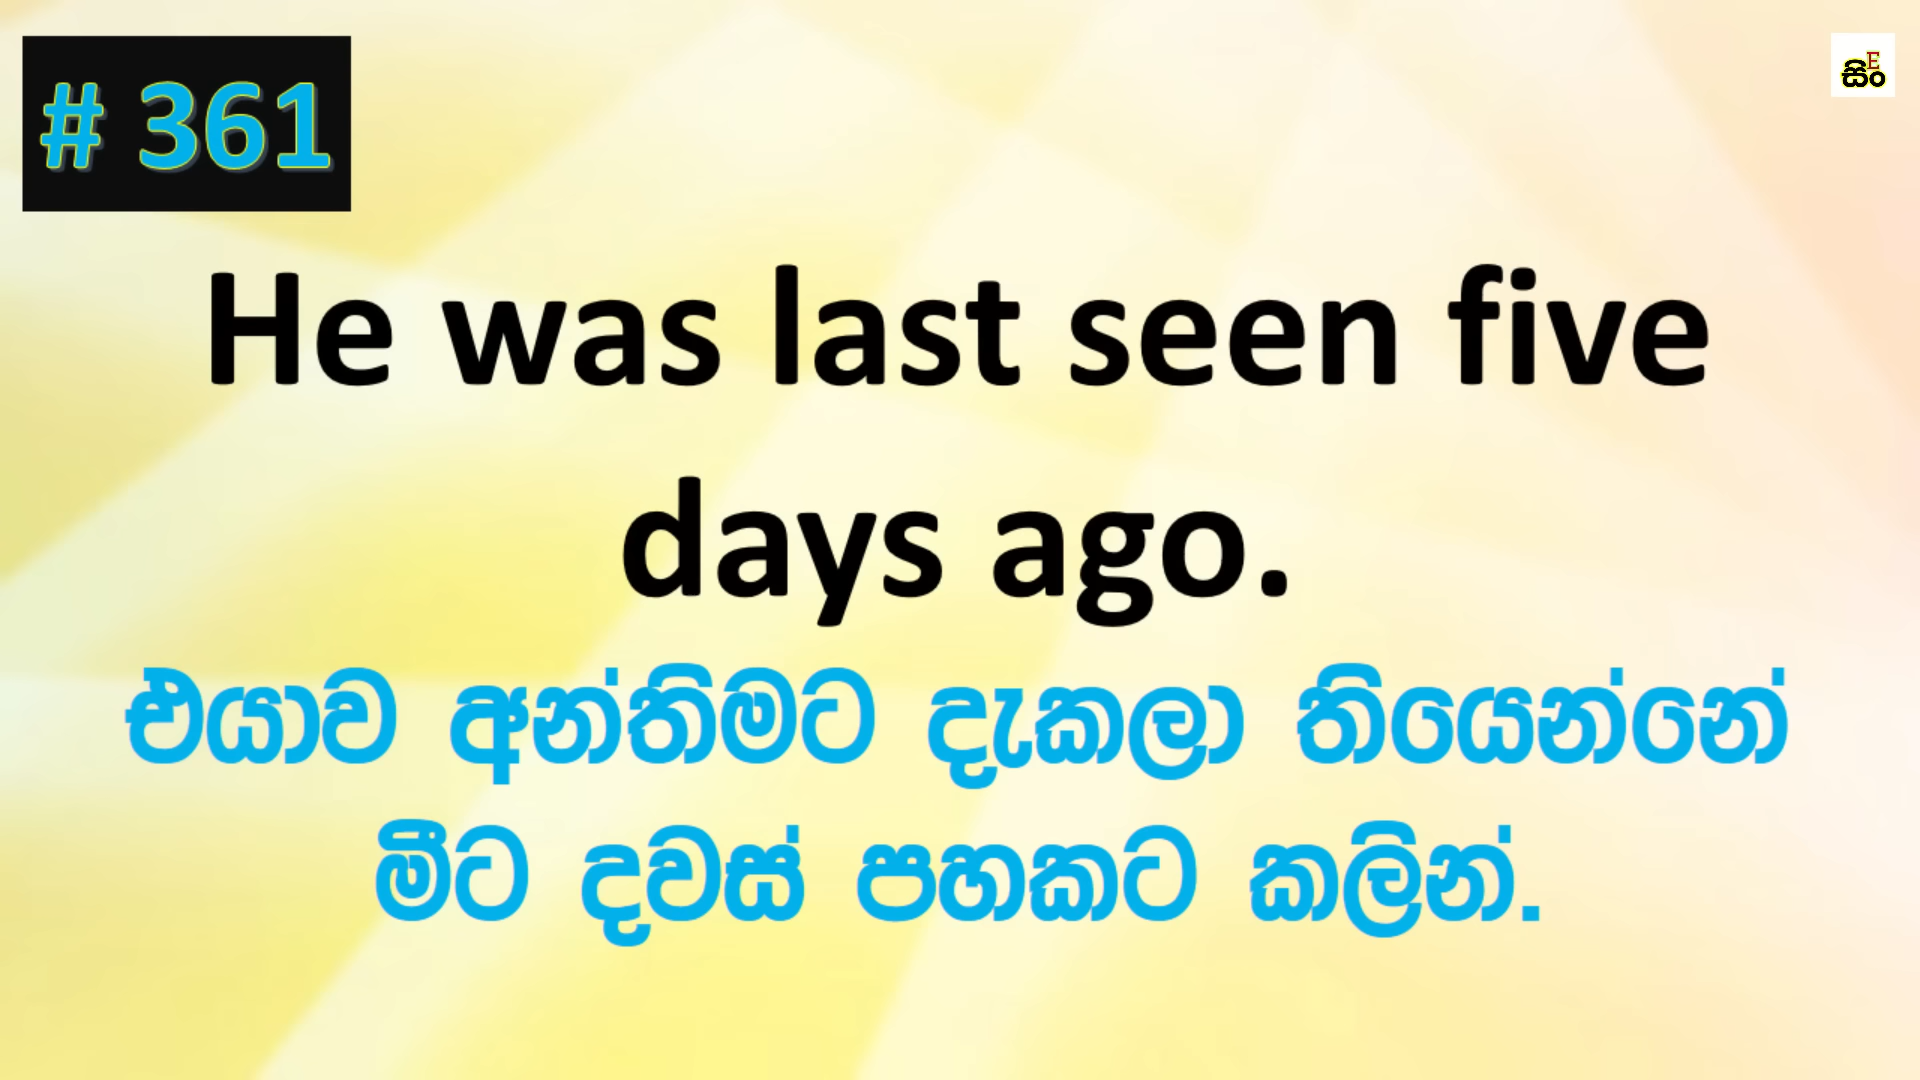 # 361
සිං E
He was last seen five
days ago.
එයාව අන්තිමට දැකලා තියෙන්නේ
මීට දවස් පහකට කලින්.